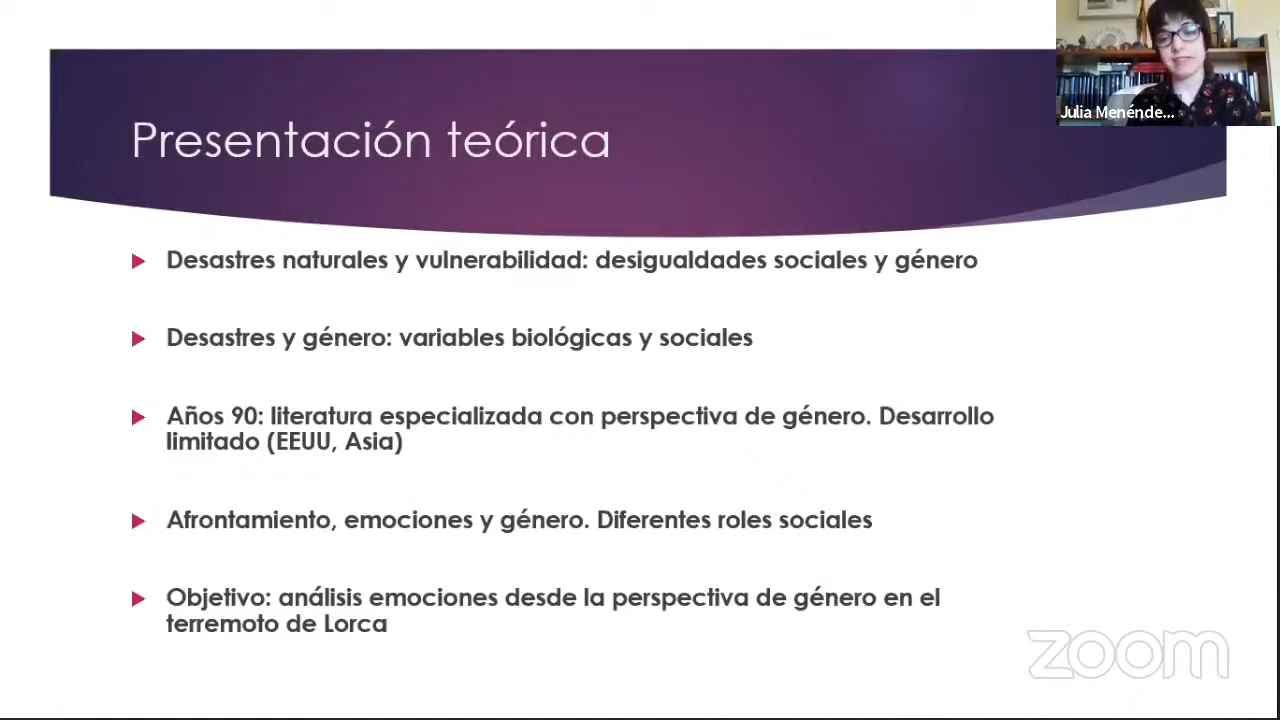 Julia Menénde...
Presentación teórica
Desastres naturales y vulnerabilidad: desigualdades sociales y género
Desastres y género: variables biológicas y sociales
Años 90: literatura especializada con perspectiva de género. Desarrollo
limitado (EEUU, Asia)
Afrontamiento, emociones y género. Diferentes roles sociales
Objetivo: análisis emociones desde la perspectiva de género en el
terremoto de Lorca
zoom